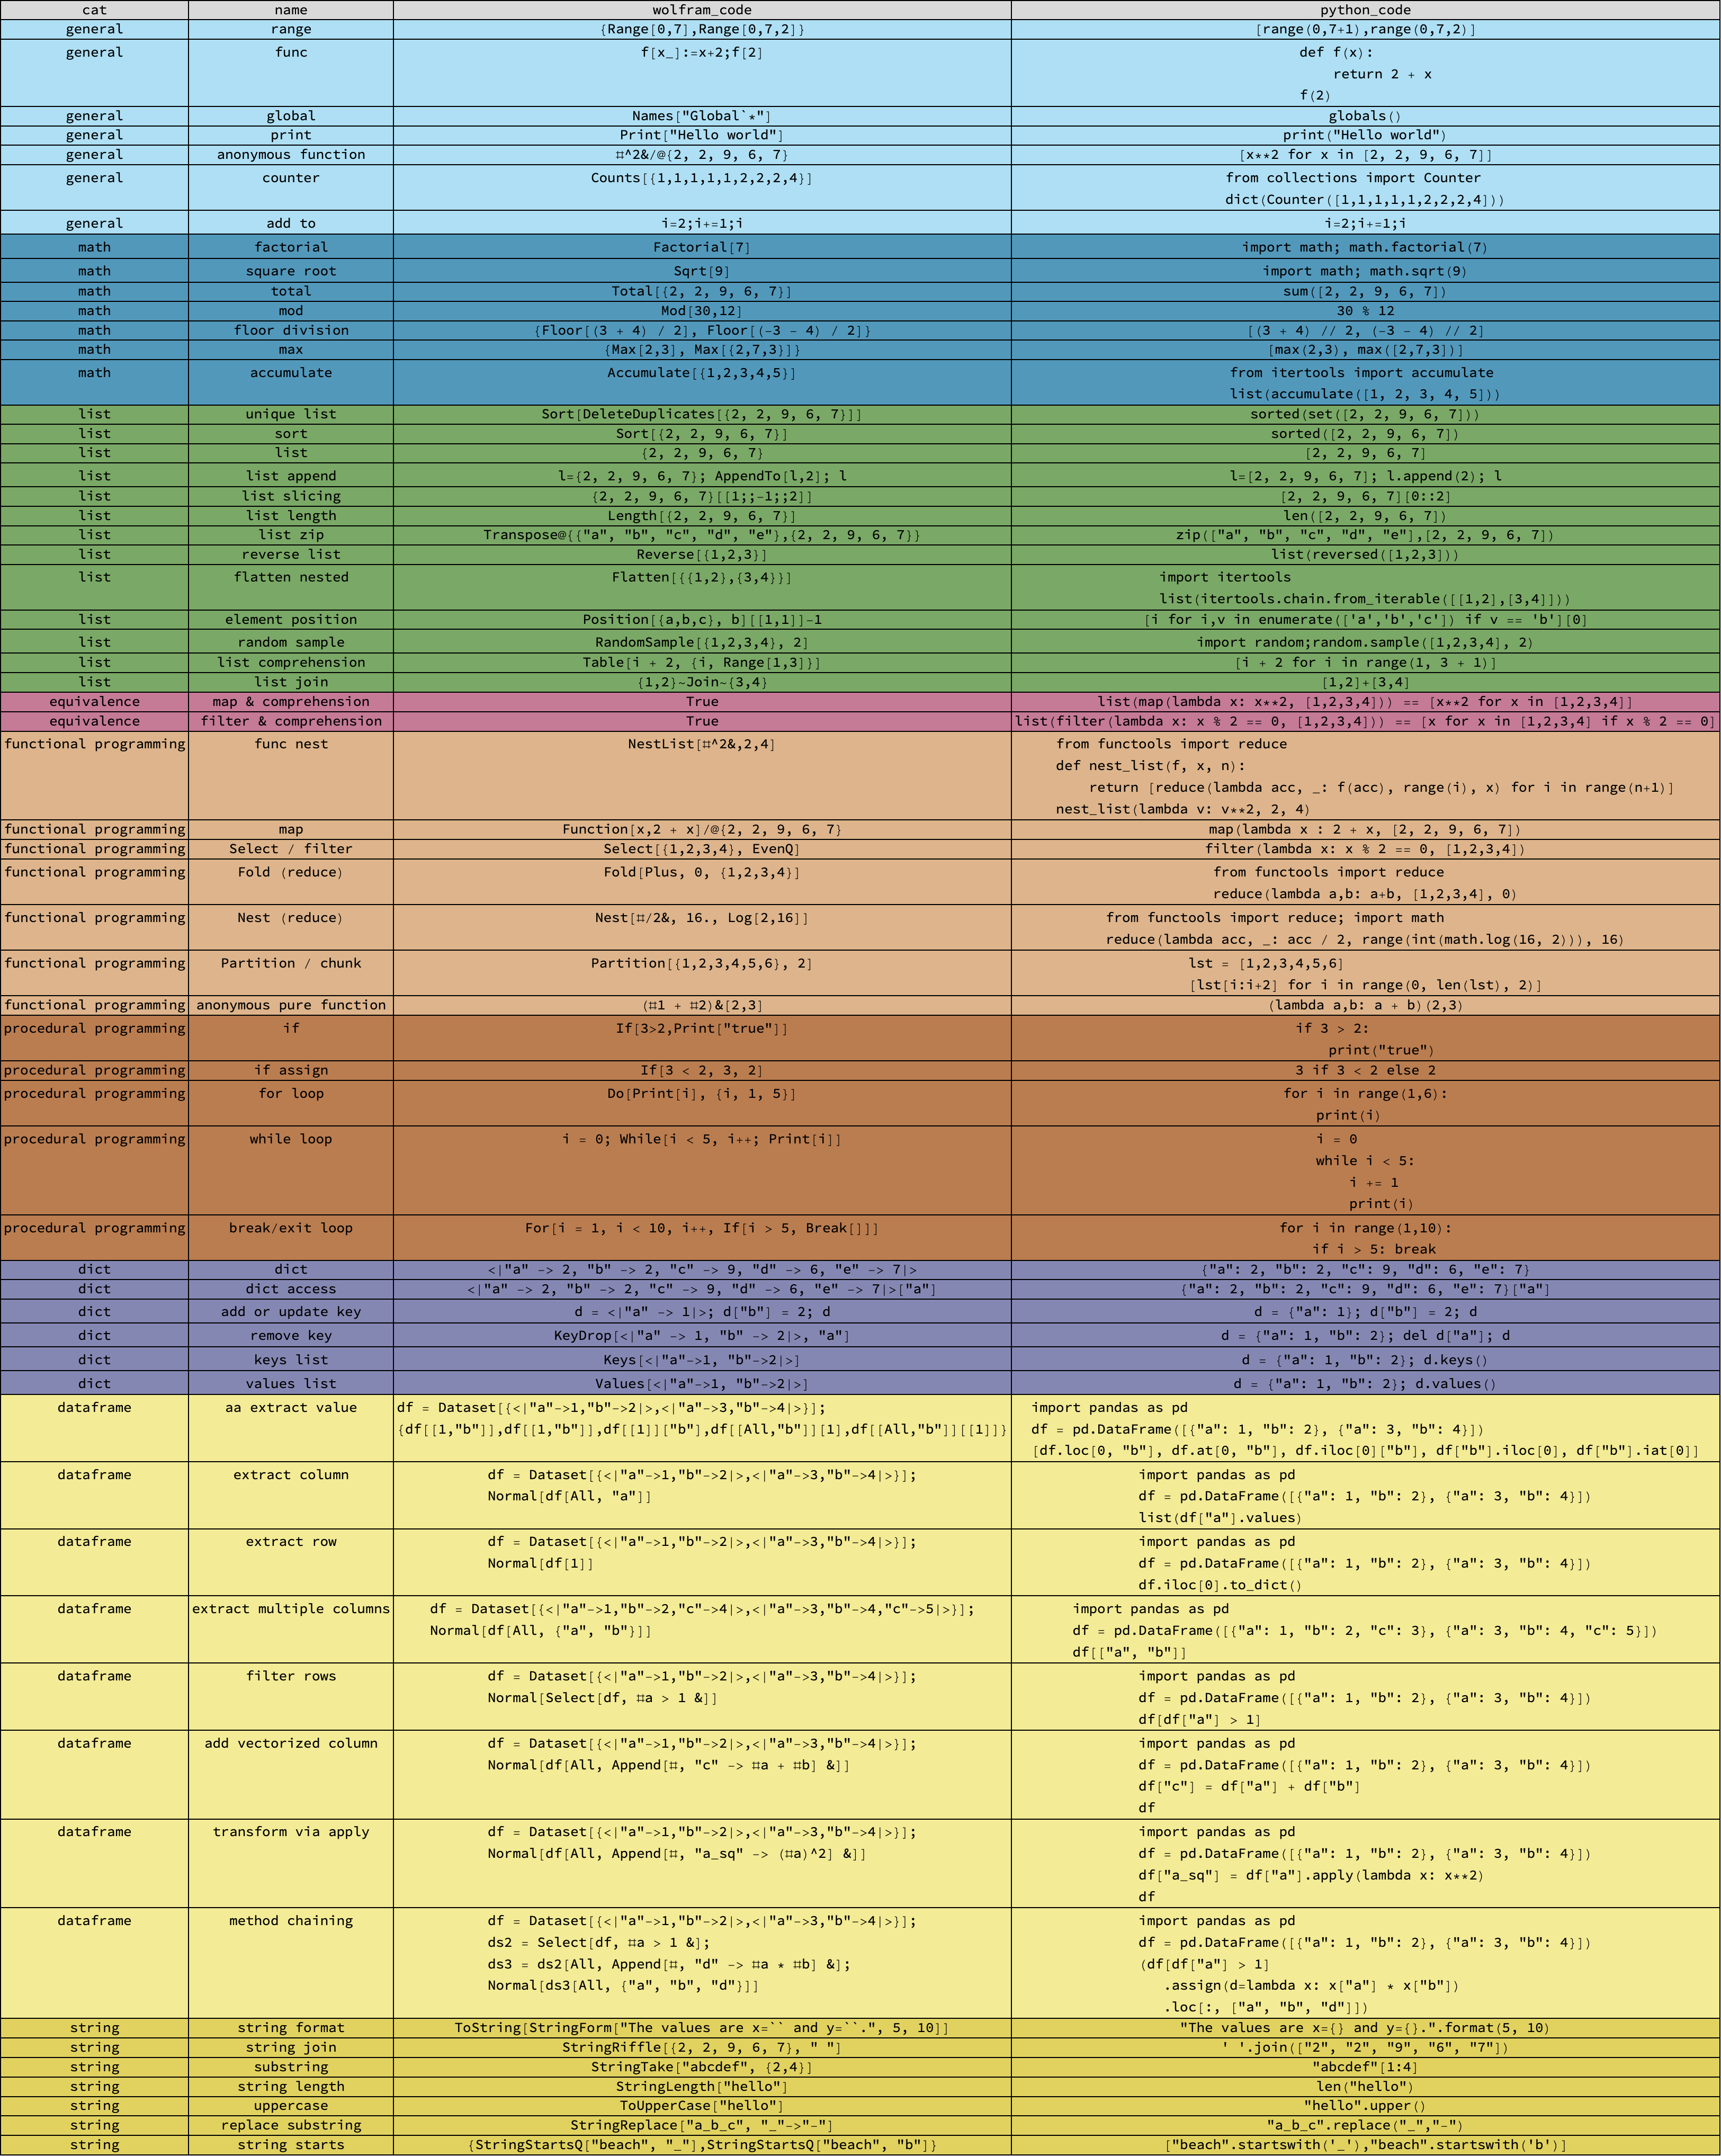 cat name wolfram_code python_code
general range {Range[0,7],Range[0,7,2]} [range(0,7+1),range(0,7,2)]
general func f[x_]:=x+2;f[2] def f(x):
return 2 + x
f(2)
general global Names["Global`*"] globals()
general print Print["Hello world"] print("Hello world")
general anonymous function #^2&/@{2, 2, 9, 6, 7} [x**2 for x in [2, 2, 9, 6, 7]]
general counter Counts[{1,1,1,1,1,2,2,2,4}] from collections import Counter
dict(Counter([1,1,1,1,1,2,2,2,4]))
general add to i=2;i+=1;i i=2;i+=1;i
math factorial Factorial[7] import math; math.factorial(7)
math square root Sqrt[9] import math; math.sqrt(9)
math total Total[{2, 2, 9, 6, 7}] sum([2, 2, 9, 6, 7])
math mod Mod[30,12] 30 % 12
math floor division {Floor[(3 + 4) / 2], Floor[(-3 - 4) / 2]} [(3 + 4) // 2, (-3 - 4) // 2]
math max {Max[2,3], Max[{2,7,3}]} [max(2,3), max([2,7,3])]
math accumulate Accumulate[{1,2,3,4,5}] from itertools import accumulate
list(accumulate([1, 2, 3, 4, 5]))
list unique list Sort[DeleteDuplicates[{2, 2, 9, 6, 7}]] sorted(set([2, 2, 9, 6, 7]))
list sort Sort[{2, 2, 9, 6, 7}] sorted([2, 2, 9, 6, 7])
list list {2, 2, 9, 6, 7} [2, 2, 9, 6, 7]
list list append l={2, 2, 9, 6, 7}; AppendTo[l,2]; l l=[2, 2, 9, 6, 7]; l.append(2); l
list list slicing {2, 2, 9, 6, 7}[[1;;-1;;2]] [2, 2, 9, 6, 7][0::2]
list list length Length[{2, 2, 9, 6, 7}] len([2, 2, 9, 6, 7])
list list zip Transpose@{{"a", "b", "c", "d", "e"},{2, 2, 9, 6, 7}} zip(["a", "b", "c", "d", "e"],[2, 2, 9, 6, 7])
list reverse list Reverse[{1,2,3}] list(reversed([1,2,3]))
list flatten nested Flatten[{{1,2},{3,4}}] import itertools
list(itertools.chain.from_iterable([[1,2],[3,4]]))
list element position Position[{a,b,c}, b][[1,1]]-1 [i for i,v in enumerate(['a','b','c']) if v == 'b'][0]
list random sample RandomSample[{1,2,3,4}, 2] import random;random.sample([1,2,3,4], 2)
list list comprehension Table[i + 2, {i, Range[1,3]}] [i + 2 for i in range(1, 3 + 1)]
list list join {1,2}~Join~{3,4} [1,2]+[3,4]
equivalence map & comprehension True list(map(lambda x: x**2, [1,2,3,4])) == [x**2 for x in [1,2,3,4]]
equivalence filter & comprehension True list(filter(lambda x: x % 2 == 0, [1,2,3,4])) == [x for x in [1,2,3,4] if x % 2 == 0]
functional programming func nest NestList[#^2&,2,4] from functools import reduce
def nest_list(f, x, n):
return [reduce(lambda acc, _: f(acc), range(i), x) for i in range(n+1)]
nest_list(lambda v: v**2, 2, 4)
functional programming map Function[x,2 + x]/@{2, 2, 9, 6, 7} map(lambda x : 2 + x, [2, 2, 9, 6, 7])
functional programming Select / filter Select[{1,2,3,4}, EvenQ] filter(lambda x: x % 2 == 0, [1,2,3,4])
functional programming Fold (reduce) Fold[Plus, 0, {1,2,3,4}] from functools import reduce
reduce(lambda a,b: a+b, [1,2,3,4], 0)
functional programming Nest (reduce) Nest[#/2&, 16., Log[2,16]] from functools import reduce; import math
reduce(lambda acc, _: acc / 2, range(int(math.log(16, 2))), 16)
functional programming Partition / chunk Partition[{1,2,3,4,5,6}, 2] lst = [1,2,3,4,5,6]
[lst[i:i+2] for i in range(0, len(lst), 2)]
functional programming anonymous pure function (#1 + #2)&[2,3] (lambda a,b: a + b)(2,3)
procedural programming if If[3>2,Print["true"]] if 3 > 2:
print("true")
procedural programming if assign If[3 < 2, 3, 2] 3 if 3 < 2 else 2
procedural programming for loop Do[Print[i], {i, 1, 5}] for i in range(1,6):
print(i)
procedural programming while loop i = 0; While[i < 5, i++; Print[i]] i = 0
while i < 5:
i += 1
print(i)
procedural programming break/exit loop For[i = 1, i < 10, i++, If[i > 5, Break[]]] for i in range(1,10):
if i > 5: break
dict dict <|"a" -> 2, "b" -> 2, "c" -> 9, "d" -> 6, "e" -> 7|> {"a": 2, "b": 2, "c": 9, "d": 6, "e": 7}
dict dict access <|"a" -> 2, "b" -> 2, "c" -> 9, "d" -> 6, "e" -> 7|>["a"] {"a": 2, "b": 2, "c": 9, "d": 6, "e": 7}["a"]
dict add or update key d = <|"a" -> 1|>; d["b"] = 2; d d = {"a": 1}; d["b"] = 2; d
dict remove key KeyDrop[<|"a" -> 1, "b" -> 2|>, "a"] d = {"a": 1, "b": 2}; del d["a"]; d
dict keys list Keys[<|"a"->1, "b"->2|>] d = {"a": 1, "b": 2}; d.keys()
dict values list Values[<|"a"->1, "b"->2|>] d = {"a": 1, "b": 2}; d.values()
dataframe aa extract value df = Dataset[{<|"a"->1,"b"->2|>,<|"a"->3,"b"->4|>}]; import pandas as pd
{df[[1,"b"]],df[[1,"b"]],df[[1]]["b"],df[[All,"b"]][1],df[[All,"b"]][[1]]} df = pd.DataFrame([{"a": 1, "b": 2}, {"a": 3, "b": 4}])
[df.loc[0, "b"], df.at[0, "b"], df.iloc[0]["b"], df["b"].iloc[0], df["b"].iat[0]]
dataframe extract column df = Dataset[{<|"a"->1,"b"->2|>,<|"a"->3,"b"->4|>}]; import pandas as pd
Normal[df[All, "a"]] df = pd.DataFrame([{"a": 1, "b": 2}, {"a": 3, "b": 4}])
list(df["a"].values)
dataframe extract row df = Dataset[{<|"a"->1,"b"->2|>,<|"a"->3,"b"->4|>}]; import pandas as pd
Normal[df[1]] df = pd.DataFrame([{"a": 1, "b": 2}, {"a": 3, "b": 4}])
df.iloc[0].to_dict()
dataframe extract multiple columns df = Dataset[{<|"a"->1,"b"->2,"c"->4|>,<|"a"->3,"b"->4,"c"->5|>}]; import pandas as pd
Normal[df[All, {"a", "b"}]] df = pd.DataFrame([{"a": 1, "b": 2, "c": 3}, {"a": 3, "b": 4, "c": 5}])
df[["a", "b"]]
dataframe filter rows df = Dataset[{<|"a"->1,"b"->2|>,<|"a"->3,"b"->4|>}]; import pandas as pd
Normal[Select[df, #a > 1 &]] df = pd.DataFrame([{"a": 1, "b": 2}, {"a": 3, "b": 4}])
df[df["a"] > 1]
dataframe add vectorized column df = Dataset[{<|"a"->1,"b"->2|>,<|"a"->3,"b"->4|>}]; import pandas as pd
Normal[df[All, Append[#, "c" -> #a + #b] &]] df = pd.DataFrame([{"a": 1, "b": 2}, {"a": 3, "b": 4}])
df["c"] = df["a"] + df["b"]
df
dataframe transform via apply df = Dataset[{<|"a"->1,"b"->2|>,<|"a"->3,"b"->4|>}]; import pandas as pd
Normal[df[All, Append[#, "a_sq" -> (#a)^2] &]] df = pd.DataFrame([{"a": 1, "b": 2}, {"a": 3, "b": 4}])
df["a_sq"] = df["a"].apply(lambda x: x**2)
df
dataframe method chaining df = Dataset[{<|"a"->1,"b"->2|>,<|"a"->3,"b"->4|>}]; import pandas as pd
ds2 = Select[df, #a > 1 &]; df = pd.DataFrame([{"a": 1, "b": 2}, {"a": 3, "b": 4}])
ds3 = ds2[All, Append[#, "d" -> #a * #b] &]; (df[df["a"] > 1]
Normal[ds3[All, {"a", "b", "d"}]] .assign(d=lambda x: x["a"] * x["b"])
.loc[:, ["a", "b", "d"]])
string string format ToString[StringForm["The values are x=`` and y=``.", 5, 10]] "The values are x={} and y={}.".format(5, 10)
string string join StringRiffle[{2, 2, 9, 6, 7}, " "] ' '.join(["2", "2", "9", "6", "7"])
string substring StringTake["abcdef", {2,4}] "abcdef"[1:4]
string string length StringLength["hello"] len("hello")
string uppercase ToUpperCase["hello"] "hello".upper()
string replace substring StringReplace["a_b_c", "_"->"-"] "a_b_c".replace("_","-")
string string starts {StringStartsQ["beach", "_"],StringStartsQ["beach", "b"]} ["beach".startswith('_'),"beach".startswith('b')]